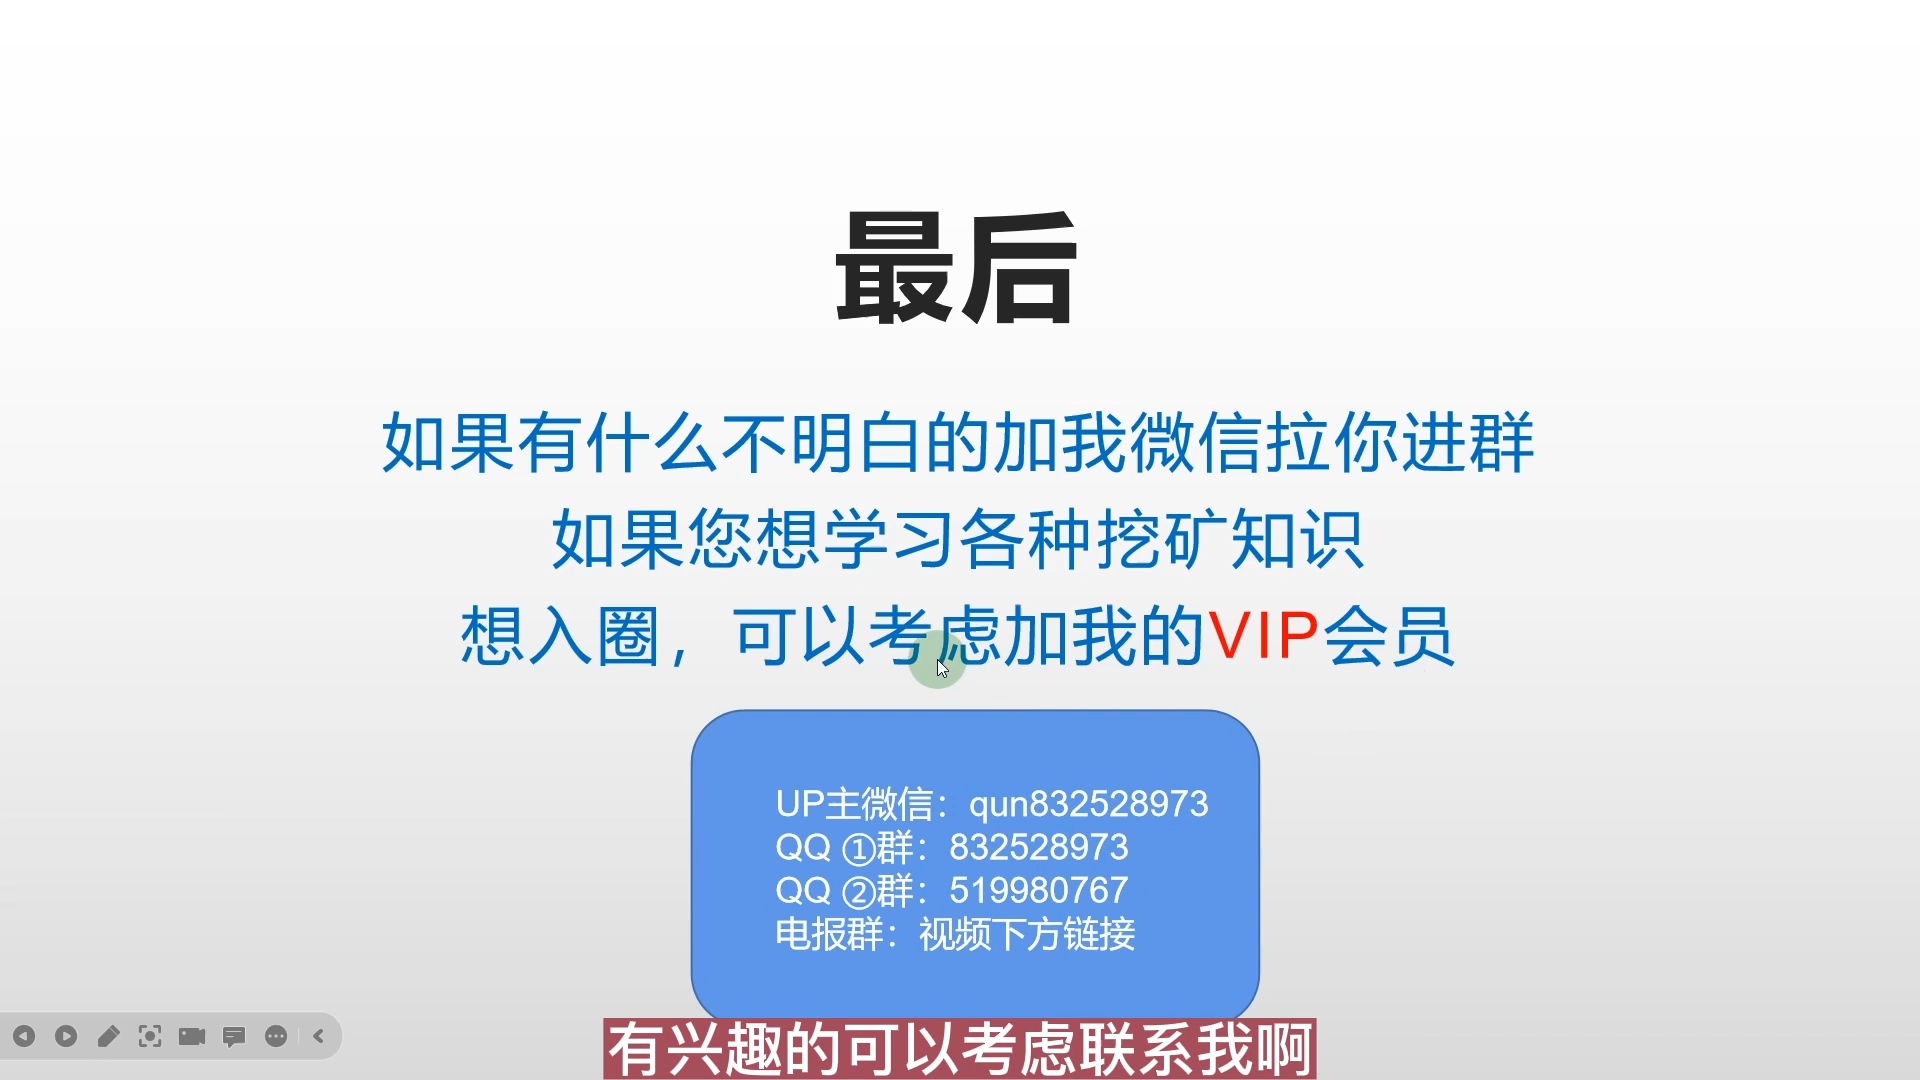 最后
如果有什么不明白的加我微信拉你进群
如果您想学习各种挖矿知识
想入圈，可以考虑加我的VIP会员
UP主微信：qun832528973
QQ ①群：832528973
QQ ②群：519980767
电报群：视频下方链接
有兴趣的可以考虑联系我啊